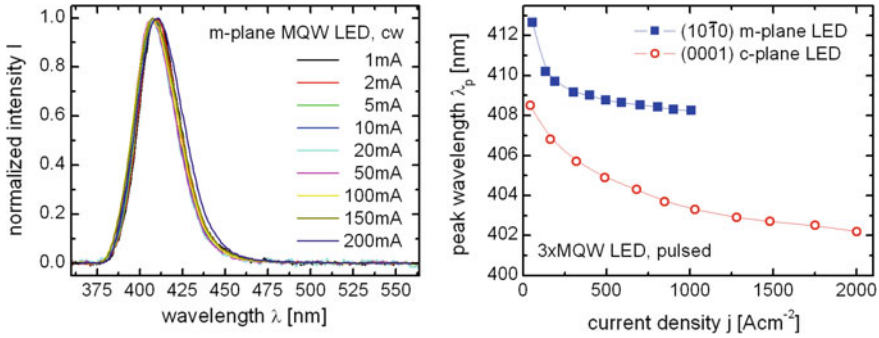 normalized intensity I
1.0
0.8
0.6
0.4
0.2
0.0
m-plane MQW LED, cw
1mA
2mA
5mA
10mA
20mA
50mA
100mA
150mA
200mA
375 400 425 450 475 500 525 550
wavelength λ [nm]
peak wavelength λp [nm]
412
410
408
406
404
402
400
(101̄0) m-plane LED
(0001) c-plane LED
3xMQW LED, pulsed
0 500 1000 1500 2000
current density j [Acm⁻²]